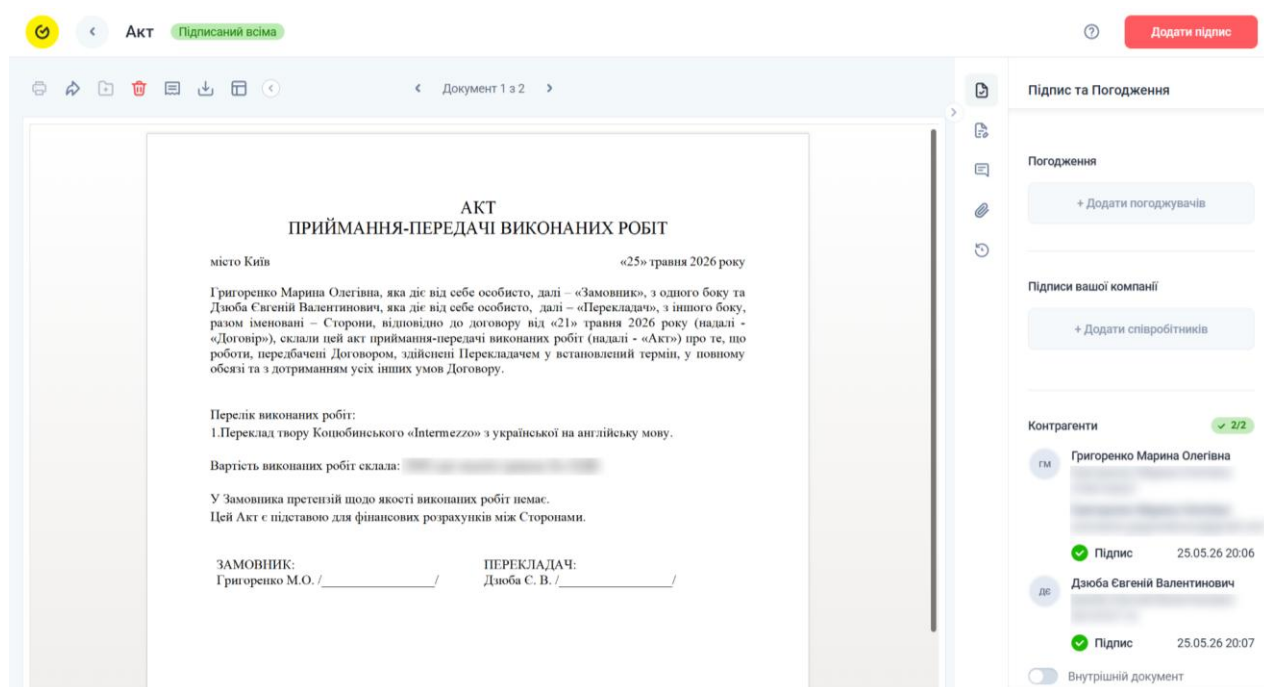 Акт
Підписаний всіма
Додати підпис
Документ 1 з 2
АКТ
ПРИЙМАННЯ-ПЕРЕДАЧІ ВИКОНАНИХ РОБІТ
місто Київ
«25» травня 2026 року
Григоренко Марина Олегівна, яка діє від себе особисто, далі – «Замовник», з одного боку та
Дзюба Євгеній Валентинович, яка діє від себе особисто, далі – «Перекладач», з іншого боку,
разом іменовані – Сторони, відповідно до договору від «21» травня 2026 року (надалі -
«Договір»), склали цей акт приймання-передачі виконаних робіт (надалі - «Акт») про те, що
роботи, передбачені Договором, здійснені Перекладачем у встановлений термін, у повному
обсязі та з дотриманням усіх інших умов Договору.
Перелік виконаних робіт:
1.Переклад твору Коцюбинського «Intermezzo» з української на англійську мову.
Вартість виконаних робіт склала:
У Замовника претензій щодо якості виконаних робіт немає.
Цей Акт є підставою для фінансових розрахунків між Сторонами.
ЗАМОВНИК:
Григоренко М.О. /_________________/
ПЕРЕКЛАДАЧ:
Дзюба Є. В. /_________________/
Підпис та Погодження
Погодження
+ Додати погоджувачів
Підписи вашої компанії
+ Додати співробітників
Контрагенти
2/2
ГМ
Григоренко Марина Олегівна
Підпис
25.05.26 20:06
ДЄ
Дзюба Євгеній Валентинович
Підпис
25.05.26 20:07
Внутрішній документ